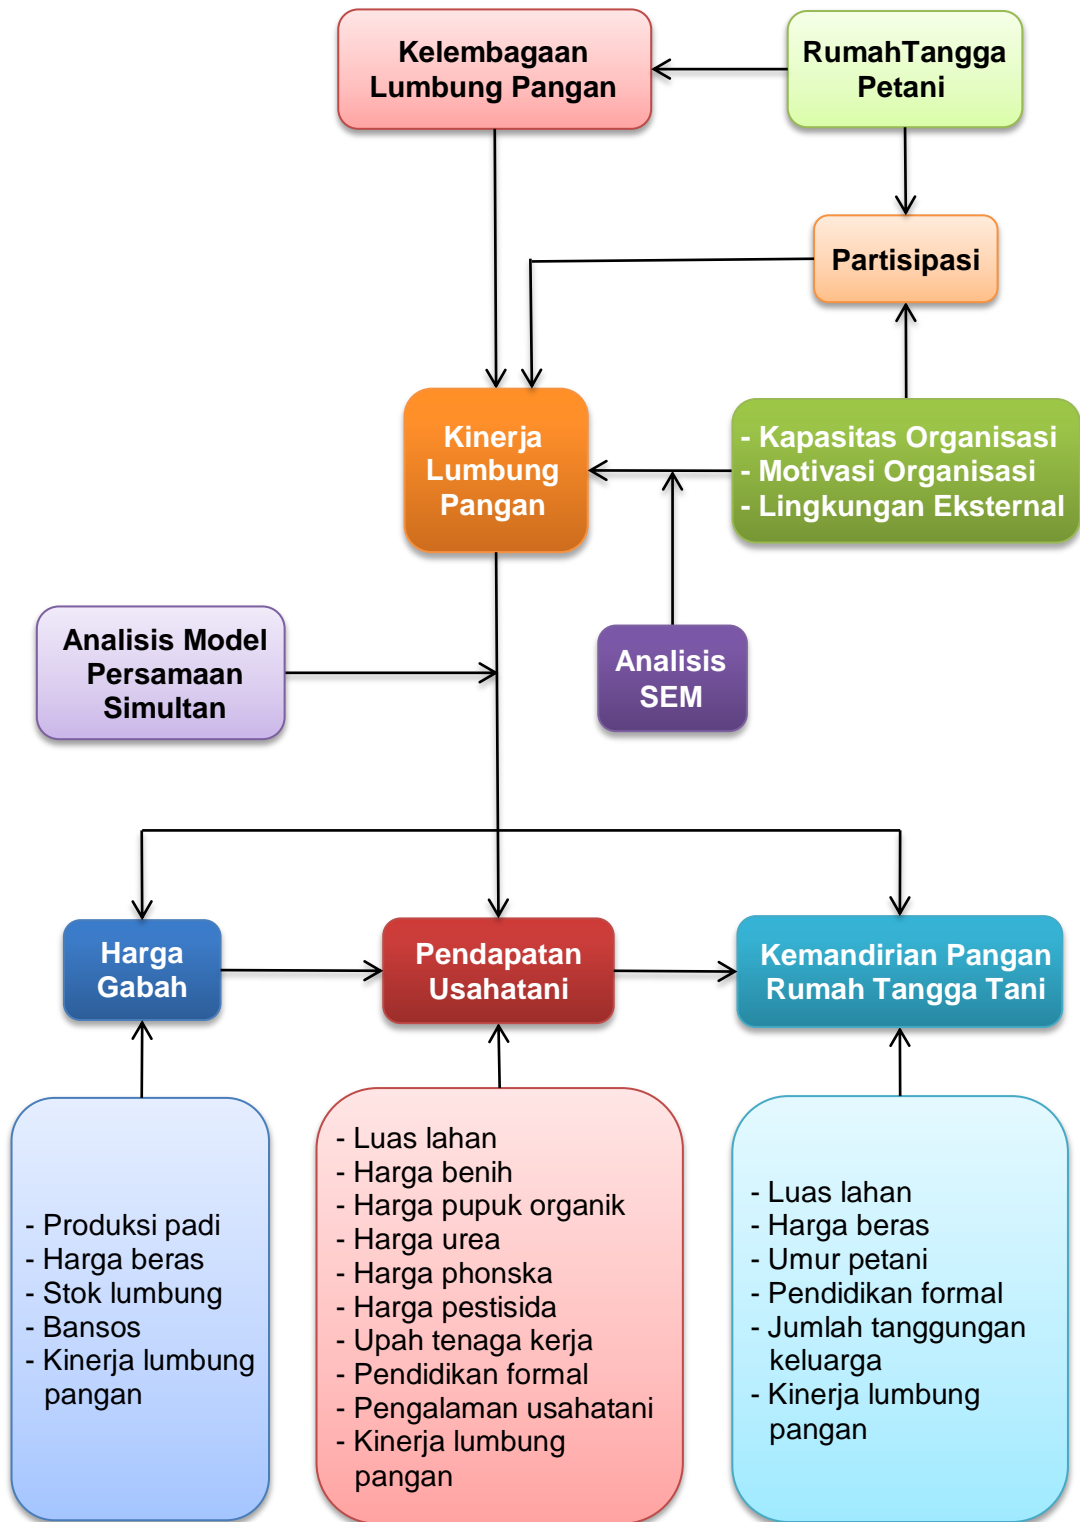 Kelembagaan
Lumbung Pangan
RumahTangga
Petani
Partisipasi
Kinerja
Lumbung
Pangan
- Kapasitas Organisasi
- Motivasi Organisasi
- Lingkungan Eksternal
Analisis Model
Persamaan
Simultan
Analisis
SEM
Harga
Gabah
Pendapatan
Usahatani
Kemandirian Pangan
Rumah Tangga Tani
- Produksi padi
- Harga beras
- Stok lumbung
- Bansos
- Kinerja lumbung
pangan
- Luas lahan
- Harga benih
- Harga pupuk organik
- Harga urea
- Harga phonska
- Harga pestisida
- Upah tenaga kerja
- Pendidikan formal
- Pengalaman usahatani
- Kinerja lumbung
pangan
- Luas lahan
- Harga beras
- Umur petani
- Pendidikan formal
- Jumlah tanggungan
keluarga
- Kinerja lumbung
pangan